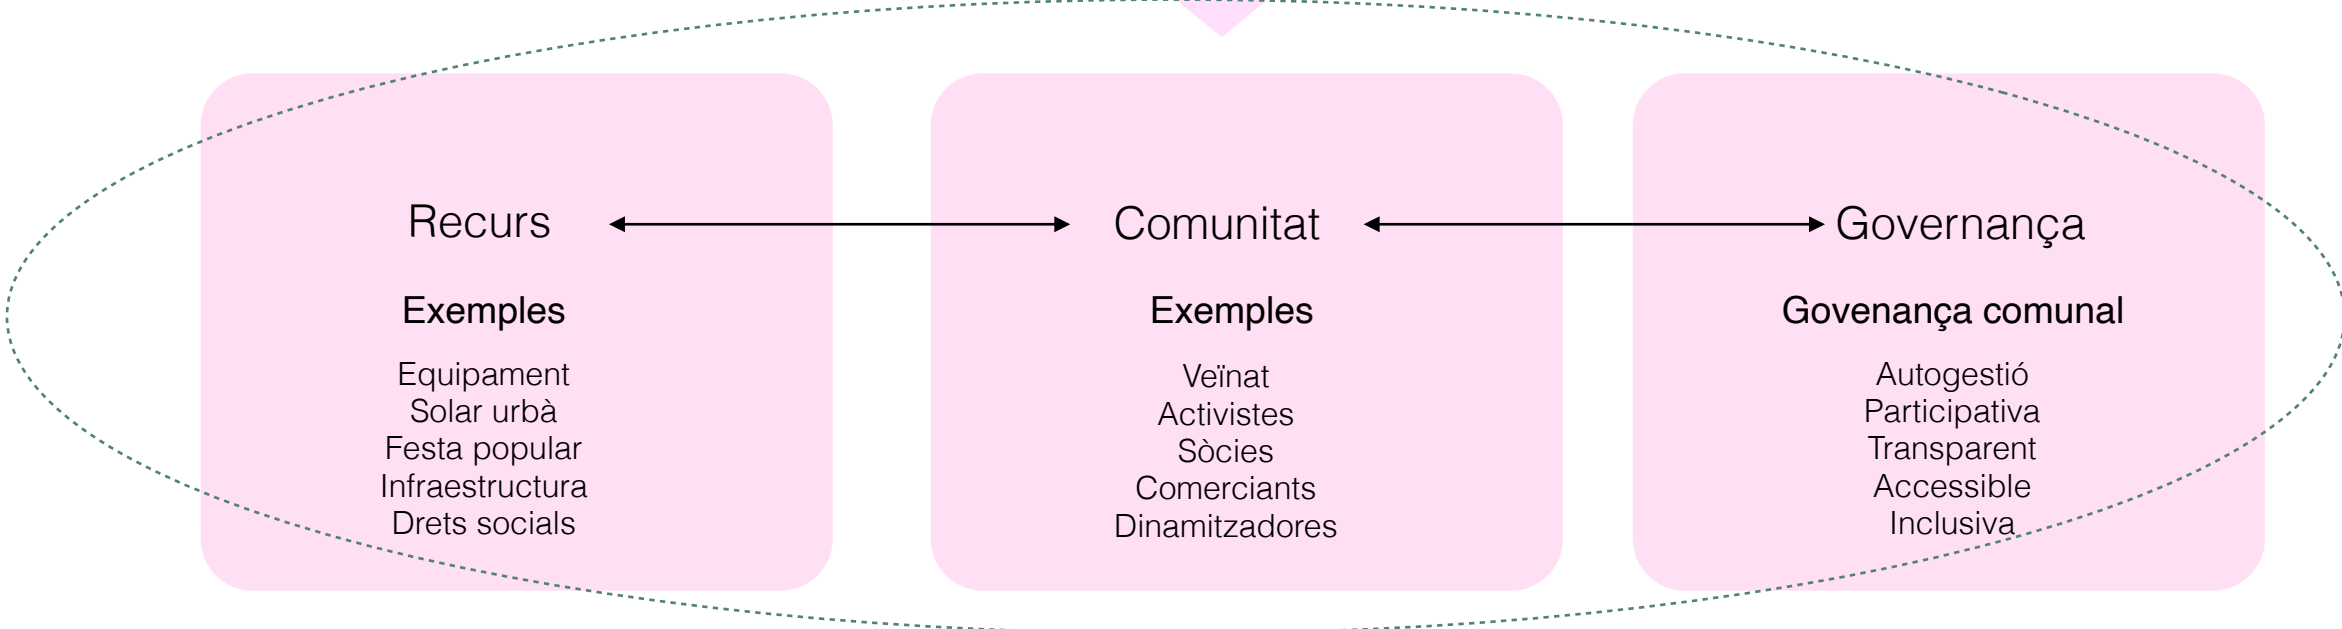 Recurs
Exemples
Equipament
Solar urbà
Festa popular
Infraestructura
Drets socials
Comunitat
Exemples
Veïnat
Activistes
Sòcies
Comerciants
Dinamitzadores
Governança
Govenança comunal
Autogestió
Participativa
Transparent
Accessible
Inclusiva